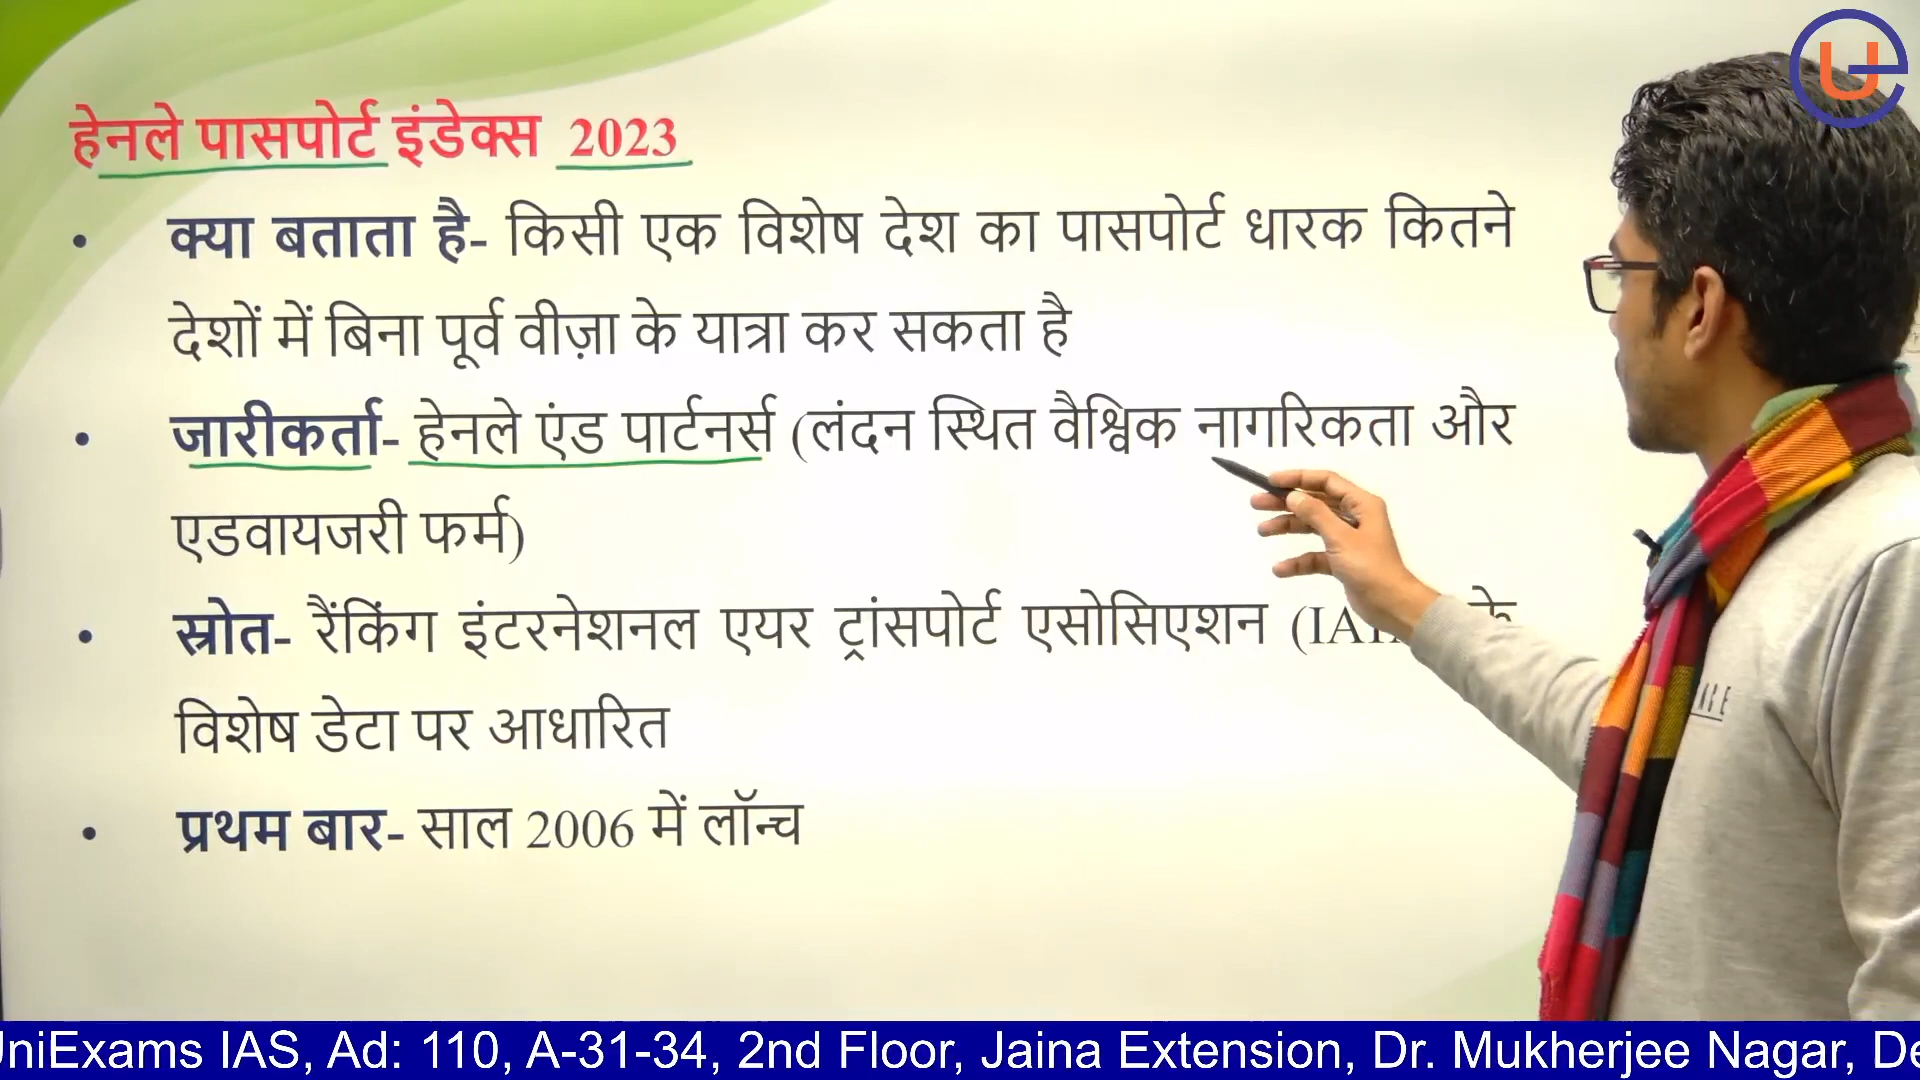 हेनले पासपोर्ट इंडेक्स 2023
• क्या बताता है- किसी एक विशेष देश का पासपोर्ट धारक कितने
देशों में बिना पूर्व वीज़ा के यात्रा कर सकता है
• जारीकर्ता- हेनले एंड पार्टनर्स (लंदन स्थित वैश्विक नागरिकता और
एडवायजरी फर्म)
• स्रोत- रैंकिंग इंटरनेशनल एयर ट्रांसपोर्ट एसोसिएशन के
विशेष डेटा पर आधारित
• प्रथम बार- साल 2006 में लॉन्च
UniExams IAS, Ad: 110, A-31-34, 2nd Floor, Jaina Extension, Dr. Mukherjee Nagar,